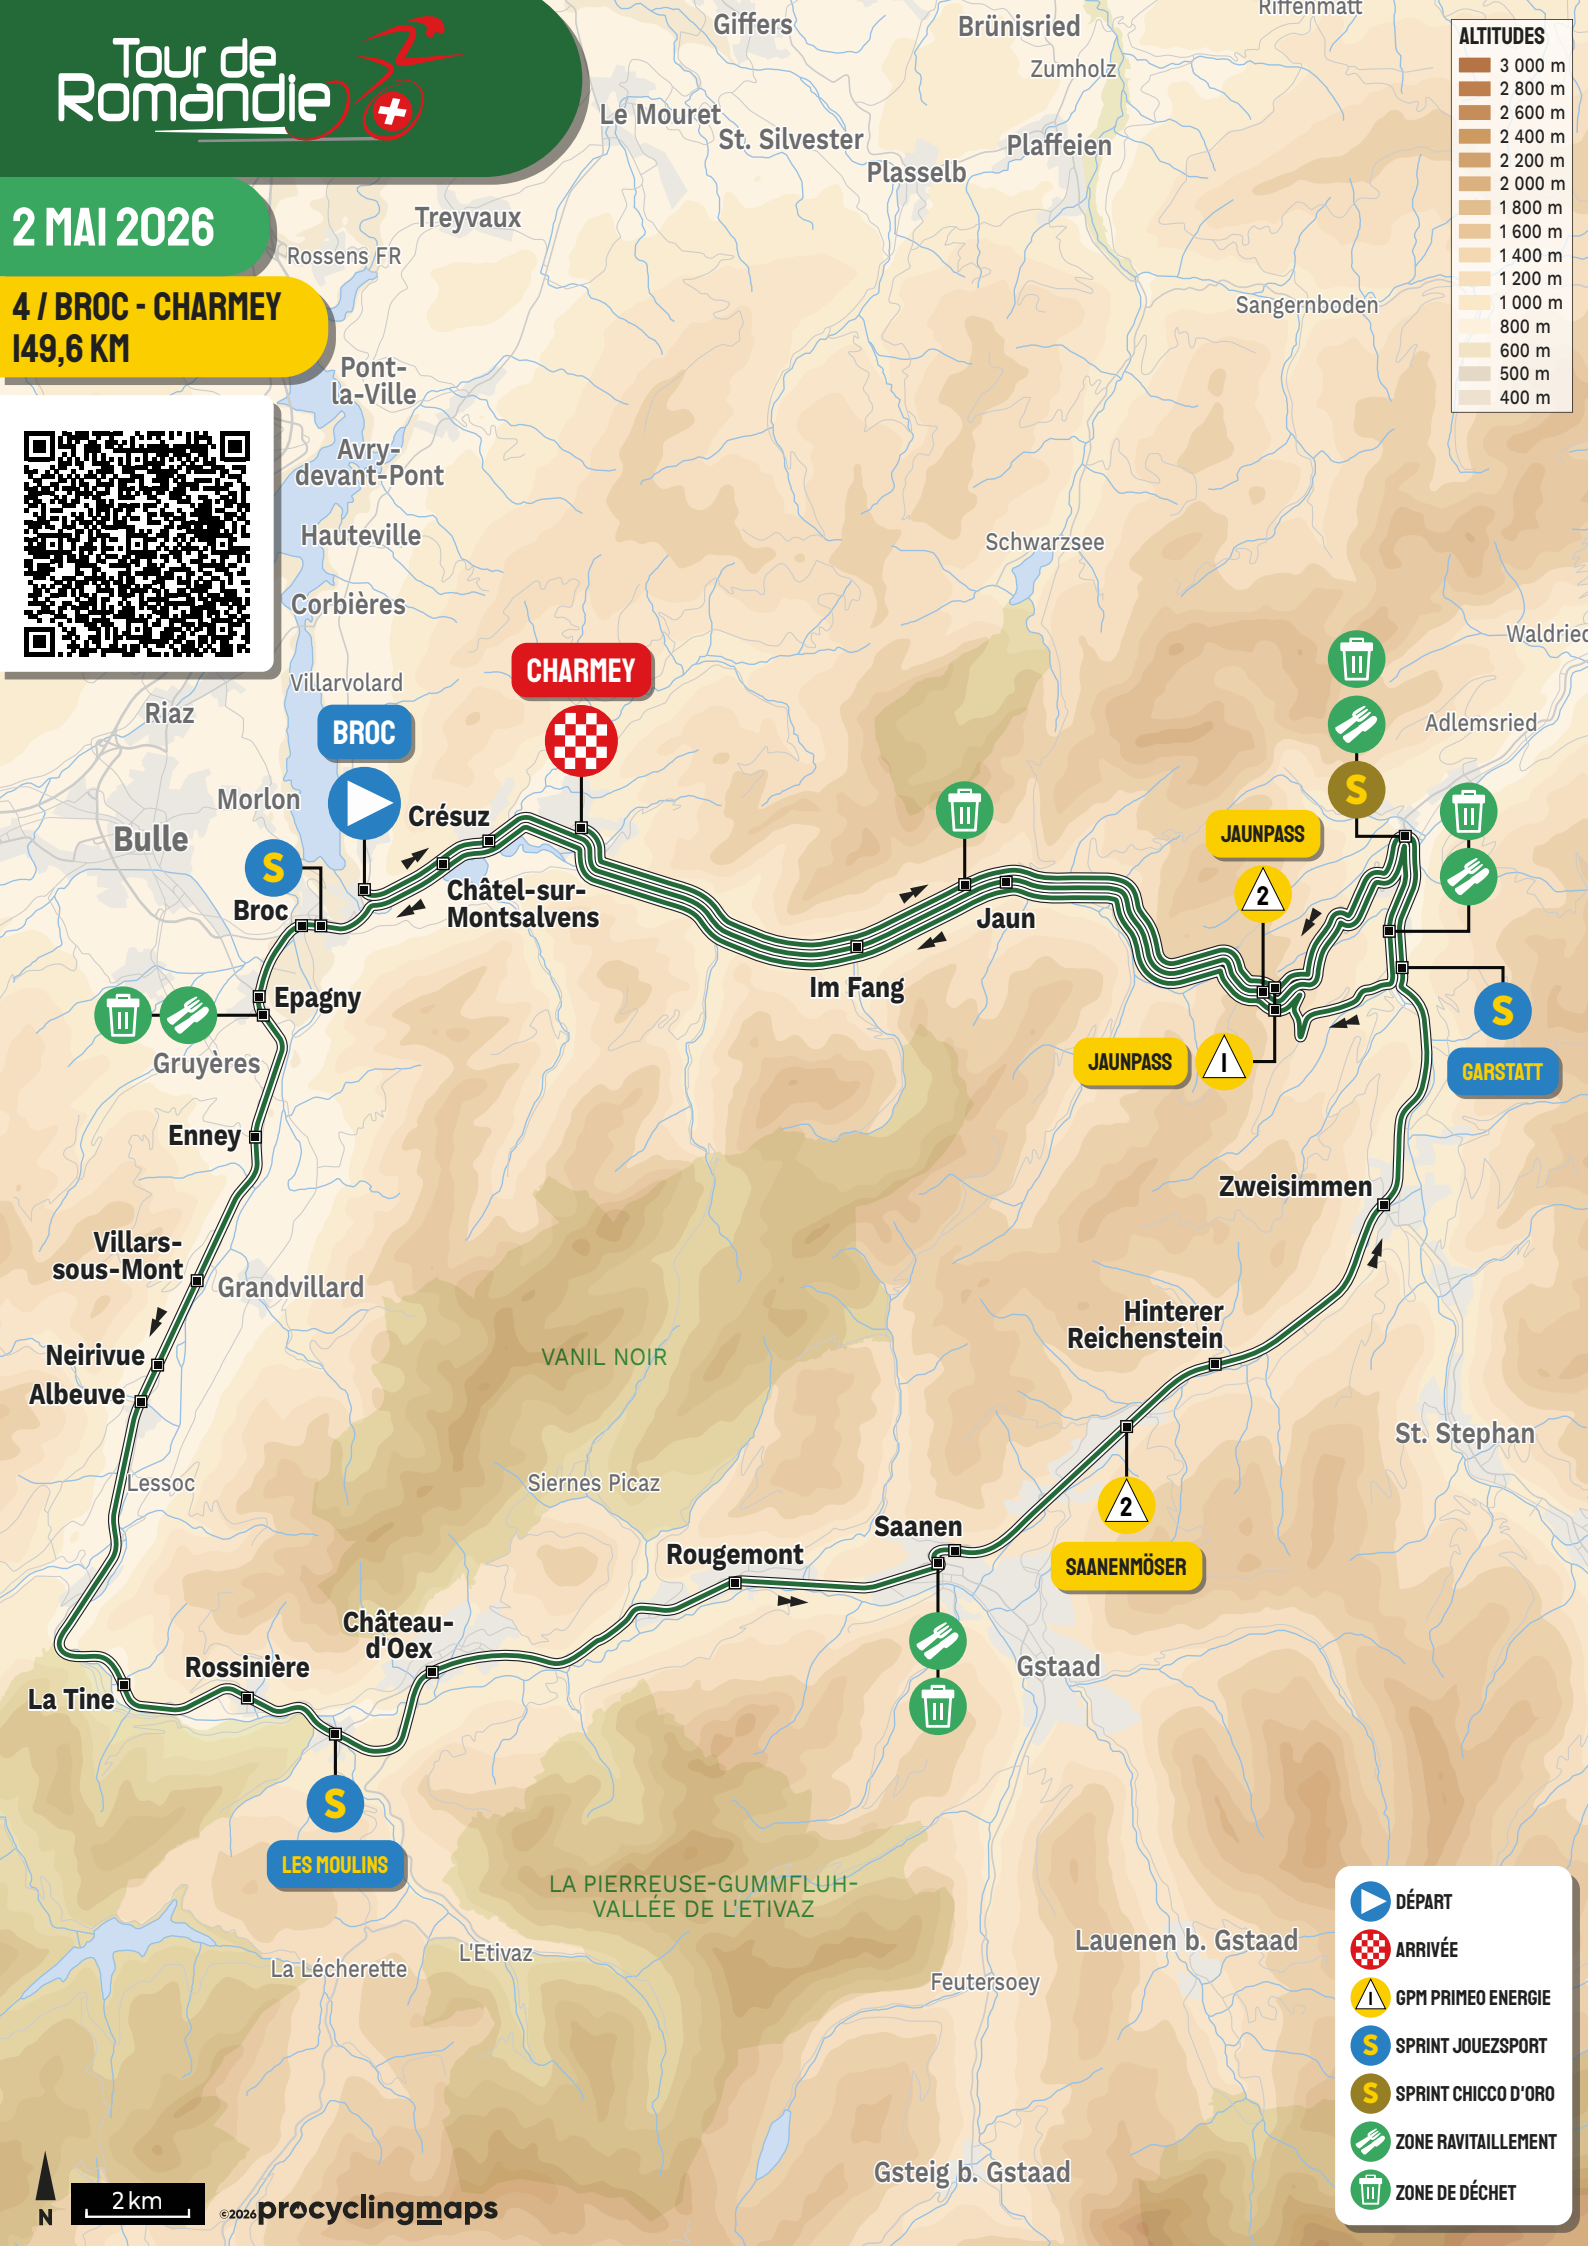 Tour de
Romandie
2 MAI 2026
4 / BROC - CHARMEY
149,6 KM
ALTITUDES
3 000 m
2 800 m
2 600 m
2 400 m
2 200 m
2 000 m
1 800 m
1 600 m
1 400 m
1 200 m
1 000 m
800 m
600 m
500 m
400 m
Riffenmatt
Giffers
Brünisried
Zumholz
Le Mouret
St. Silvester
Plaffeien
Plasselb
Treyvaux
Rossens FR
Sangernboden
Pont-
la-Ville
Avry-
devant-Pont
Hauteville
Schwarzsee
Corbières
Waldried
Villarvolard
CHARMEY
Riaz
BROC
Adlemsried
S
Morlon
Crésuz
JAUNPASS
Bulle
S
2
Châtel-sur-
Montsalvens
Broc
Jaun
Im Fang
Epagny
S
JAUNPASS
1
GARSTATT
Gruyères
Enney
Zweisimmen
Villars-
sous-Mont
Grandvillard
Hinterer
Reichenstein
Neirivue
VANIL NOIR
Albeuve
St. Stephan
Lessoc
Siernes Picaz
2
Saanen
Rougemont
SAANENMÖSER
Château-
d'Oex
Rossinière
Gstaad
La Tine
S
LES MOULINS
LA PIERREUSE-GUMMFLUH-
VALLÉE DE L'ETIVAZ
L'Etivaz
La Lécherette
Lauenen b. Gstaad
Feutersoey
Gsteig b. Gstaad
DÉPART
ARRIVÉE
1 GPM PRIMEO ENERGIE
S SPRINT JOUEZSPORT
S SPRINT CHICCO D'ORO
ZONE RAVITAILLEMENT
ZONE DE DÉCHET
N
2 km
©2026 procyclingmaps